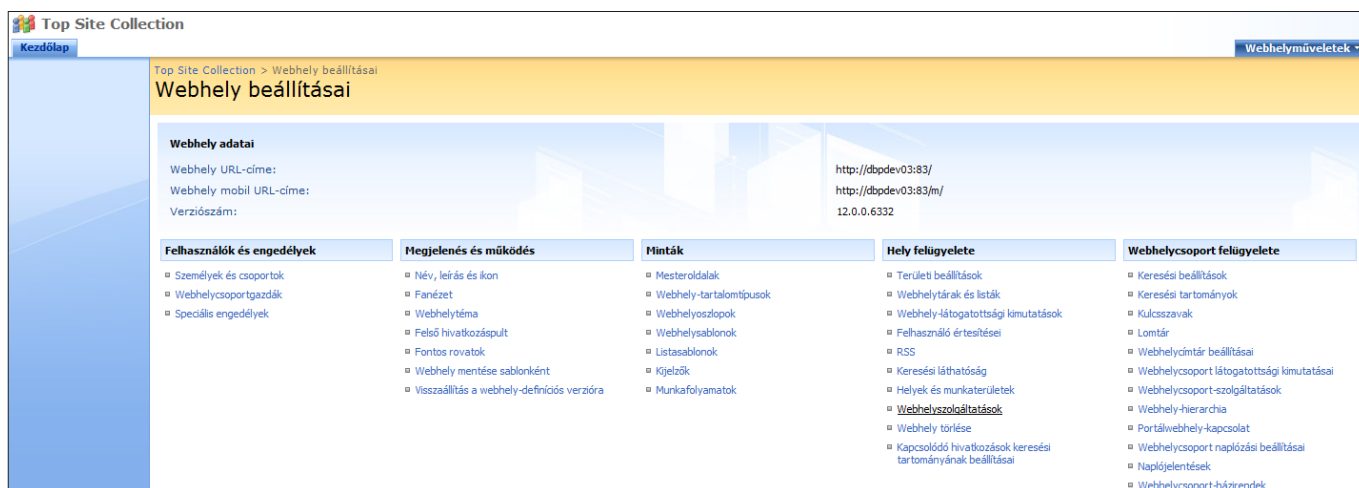 Top Site Collection
Kezdőlap
Webhelyműveletek
Top Site Collection > Webhely beállításai
Webhely beállításai
Webhely adatai
Webhely URL-címe:
http://dbpdev03:83/
Webhely mobil URL-címe:
http://dbpdev03:83/m/
Verziószám:
12.0.0.6332
Felhasználók és engedélyek
Személyek és csoportok
Webhelycsoportgazdák
Speciális engedélyek
Megjelenés és működés
Név, leírás és ikon
Fanézet
Webhelytéma
Felső hivatkozáspult
Fontos rovatok
Webhely mentése sablonként
Visszaállítás a webhely-definíciós verzióra
Minták
Mesteroldalak
Webhely-tartalomtípusok
Webhelyoszlopok
Webhelysablonok
Listasablonok
Kijelzők
Munkafolyamatok
Hely felügyelete
Területi beállítások
Webhelytárak és listák
Webhely-látogatottsági kimutatások
Felhasználó értesítései
RSS
Keresési láthatóság
Helyek és munkaterületek
Webhelyszolgáltatások
Webhely törlése
Kapcsolódó hivatkozások keresési
tartományának beállításai
Webhelycsoport felügyelete
Keresési beállítások
Keresési tartományok
Kulcsszavak
Lomtár
Webhelycímtár beállításai
Webhelycsoport látogatottsági kimutatásai
Webhelycsoport-szolgáltatások
Webhely-hierarchia
Portálwebhely-kapcsolat
Webhelycsoport naplózási beállításai
Naplójelentések
Webhelycsoport-házirendek